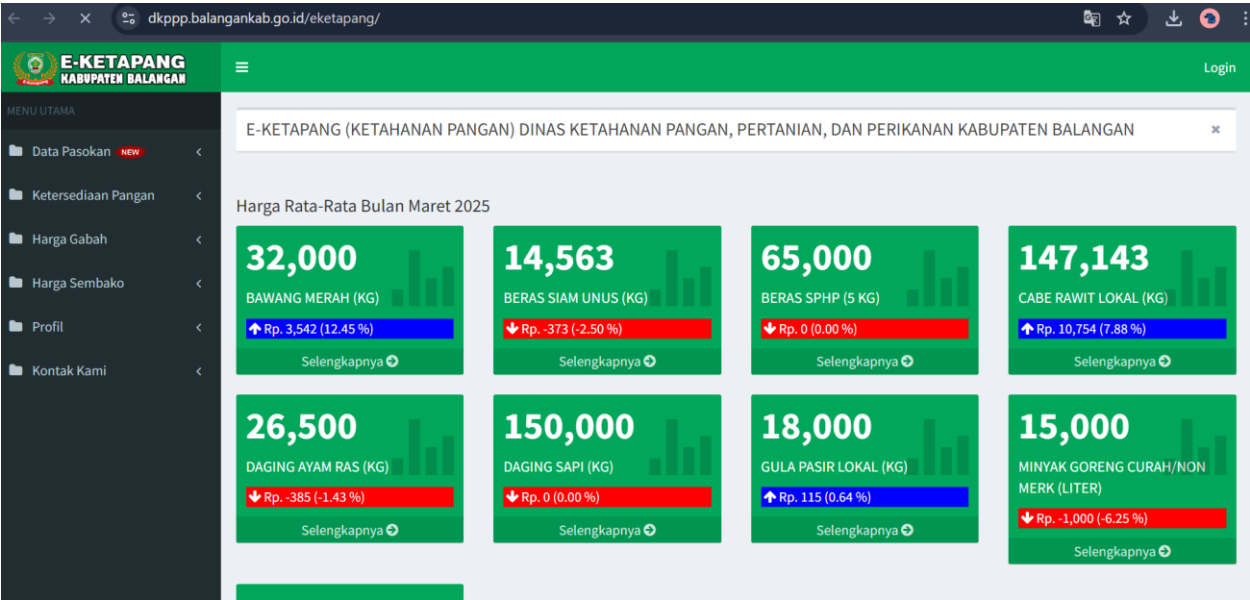 dkppp.balangankab.go.id/eketapang/
E-KETAPANG
KABUPATEN BALANGAN
Login
MENU UTAMA
Data Pasokan NEW
Ketersediaan Pangan
Harga Gabah
Harga Sembako
Profil
Kontak Kami
E-KETAPANG (KETAHANAN PANGAN) DINAS KETAHANAN PANGAN, PERTANIAN, DAN PERIKANAN KABUPATEN BALANGAN
Harga Rata-Rata Bulan Maret 2025
32,000
BAWANG MERAH (KG)
Rp. 3,542 (12.45 %)
Selengkapnya
14,563
BERAS SIAM UNUS (KG)
Rp. -373 (-2.50 %)
Selengkapnya
65,000
BERAS SPHP (5 KG)
Rp. 0 (0.00 %)
Selengkapnya
147,143
CABE RAWIT LOKAL (KG)
Rp. 10,754 (7.88 %)
Selengkapnya
26,500
DAGING AYAM RAS (KG)
Rp. -385 (-1.43 %)
Selengkapnya
150,000
DAGING SAPI (KG)
Rp. 0 (0.00 %)
Selengkapnya
18,000
GULA PASIR LOKAL (KG)
Rp. 115 (0.64 %)
Selengkapnya
15,000
MINYAK GORENG CURAH/NON
MERK (LITER)
Rp. -1,000 (-6.25 %)
Selengkapnya